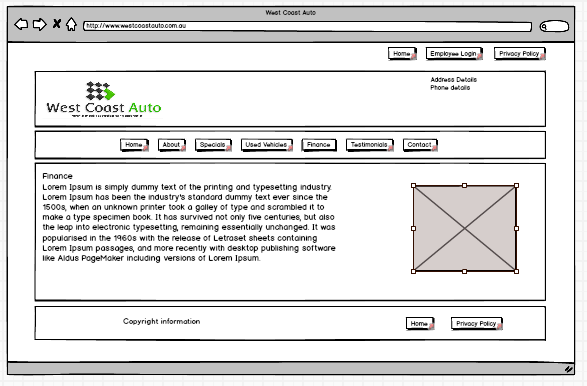 West Coast Auto
http://www.westcoastauto.com.au
Home Employee Login Privacy Policy
Address Details
Phone details
West Coast Auto
Home About Specials Used Vehicles Finance Testimonials Contact
Finance
Lorem Ipsum is simply dummy text of the printing and typesetting industry.
Lorem Ipsum has been the industry's standard dummy text ever since the
1500s, when an unknown printer took a galley of type and scrambled it to
make a type specimen book. It has survived not only five centuries, but also
the leap into electronic typesetting, remaining essentially unchanged. It was
popularised in the 1960s with the release of Letraset sheets containing
Lorem Ipsum passages, and more recently with desktop publishing software
like Aldus PageMaker including versions of Lorem Ipsum.
Copyright information
Home Privacy Policy